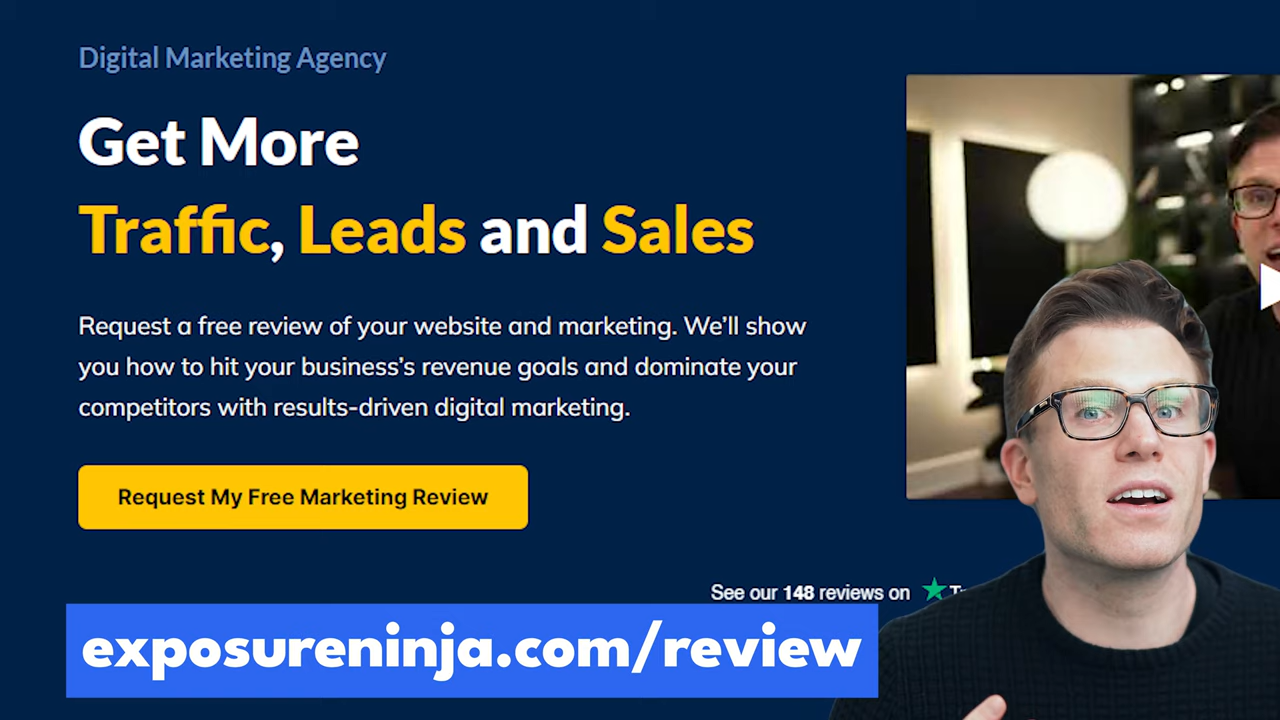 Digital Marketing Agency
Get More
Traffic, Leads and Sales
Request a free review of your website and marketing. We’ll show
you how to hit your business’s revenue goals and dominate your
competitors with results-driven digital marketing.
Request My Free Marketing Review
See our 148 reviews on
exposureninja.com/review